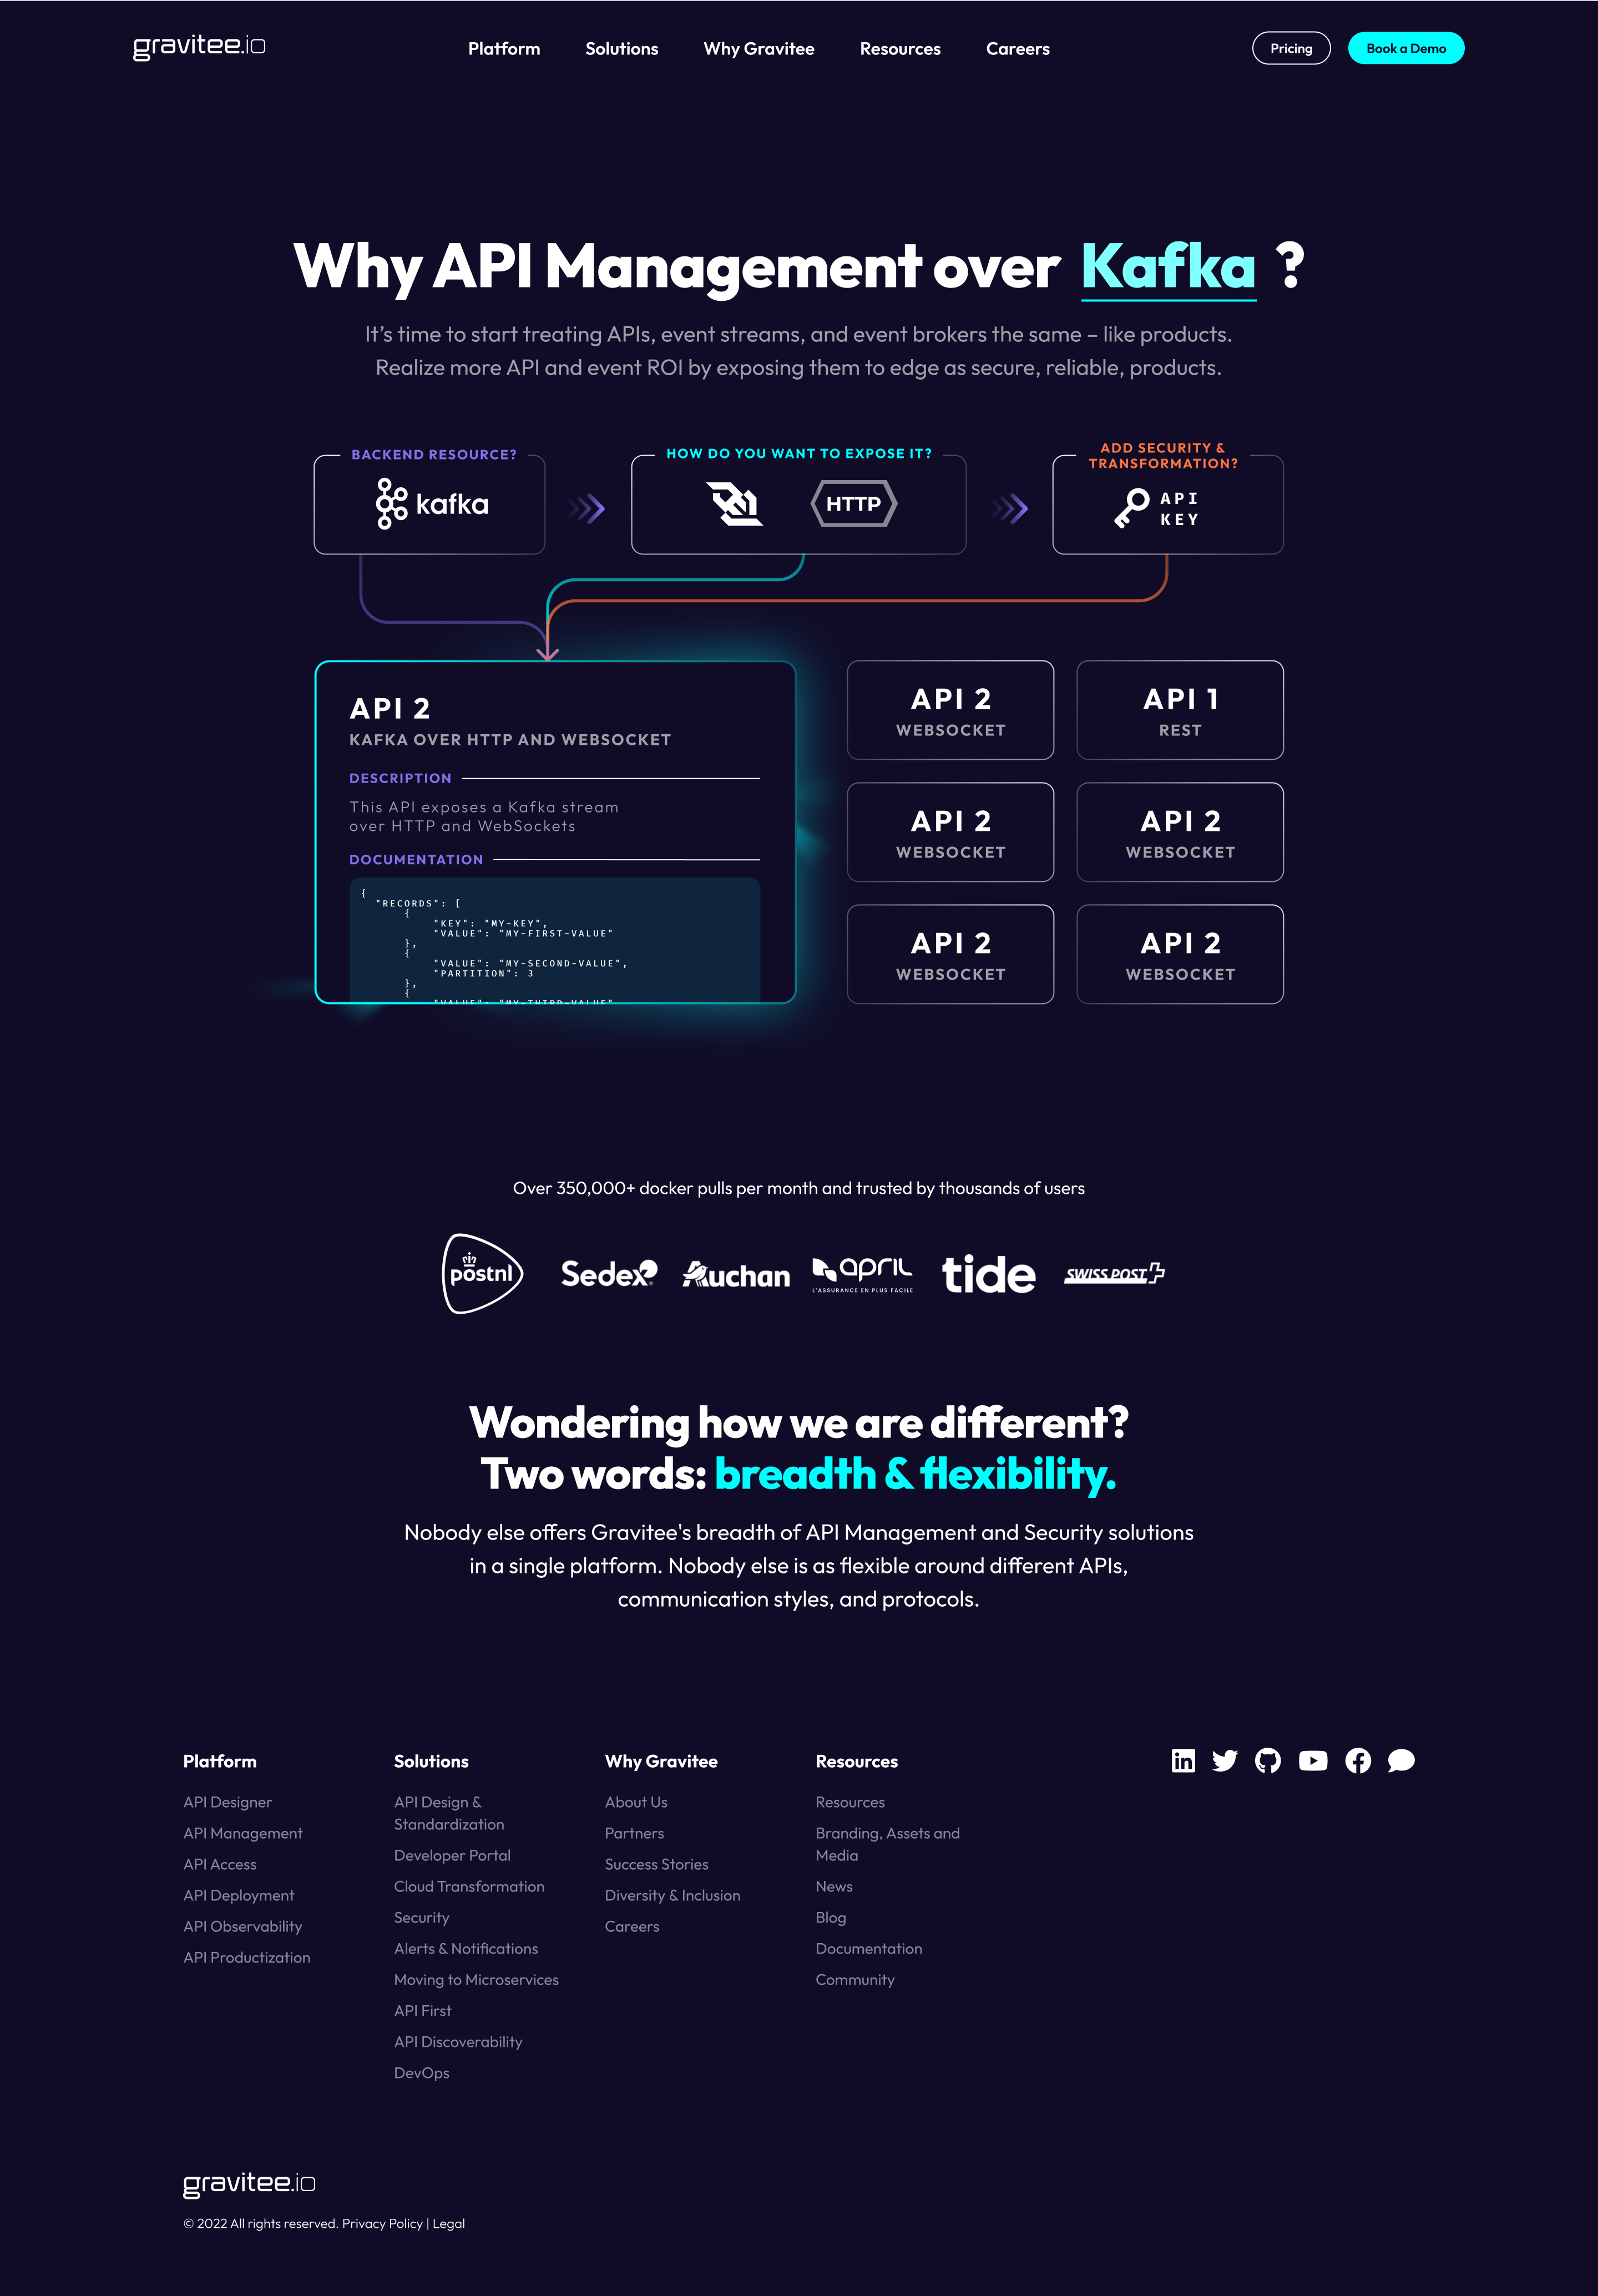 gravitee.io
Platform
Solutions
Why Gravitee
Resources
Careers
Pricing
Book a Demo
Why API Management over Kafka ?
It's time to start treating APIs, event streams, and event brokers the same – like products.
Realize more API and event ROI by exposing them to edge as secure, reliable, products.
BACKEND RESOURCE?
kafka
HOW DO YOU WANT TO EXPOSE IT?
HTTP
ADD SECURITY &
TRANSFORMATION?
API
KEY
API 2
KAFKA OVER HTTP AND WEBSOCKET
DESCRIPTION
This API exposes a Kafka stream
over HTTP and WebSockets
DOCUMENTATION
{
"RECORDS": [
{
"KEY": "MY-KEY",
"VALUE": "MY-FIRST-VALUE"
},
{
"VALUE": "MY-SECOND-VALUE",
"PARTITION": 3
},
{
"VALUE": "MY-THIRD-VALUE"
API 2
WEBSOCKET
API 1
REST
API 2
WEBSOCKET
API 2
WEBSOCKET
API 2
WEBSOCKET
API 2
WEBSOCKET
Over 350,000+ docker pulls per month and trusted by thousands of users
postnl
Sedex
Auchan
april
L'ASSURANCE EN PLUS FACILE
tide
SWISS POST
Wondering how we are different?
Two words: breadth & flexibility.
Nobody else offers Gravitee's breadth of API Management and Security solutions
in a single platform. Nobody else is as flexible around different APIs,
communication styles, and protocols.
Platform
API Designer
API Management
API Access
API Deployment
API Observability
API Productization
Solutions
API Design &
Standardization
Developer Portal
Cloud Transformation
Security
Alerts & Notifications
Moving to Microservices
API First
API Discoverability
DevOps
Why Gravitee
About Us
Partners
Success Stories
Diversity & Inclusion
Careers
Resources
Resources
Branding, Assets and
Media
News
Blog
Documentation
Community
in
gravitee.io
© 2022 All rights reserved. Privacy Policy | Legal